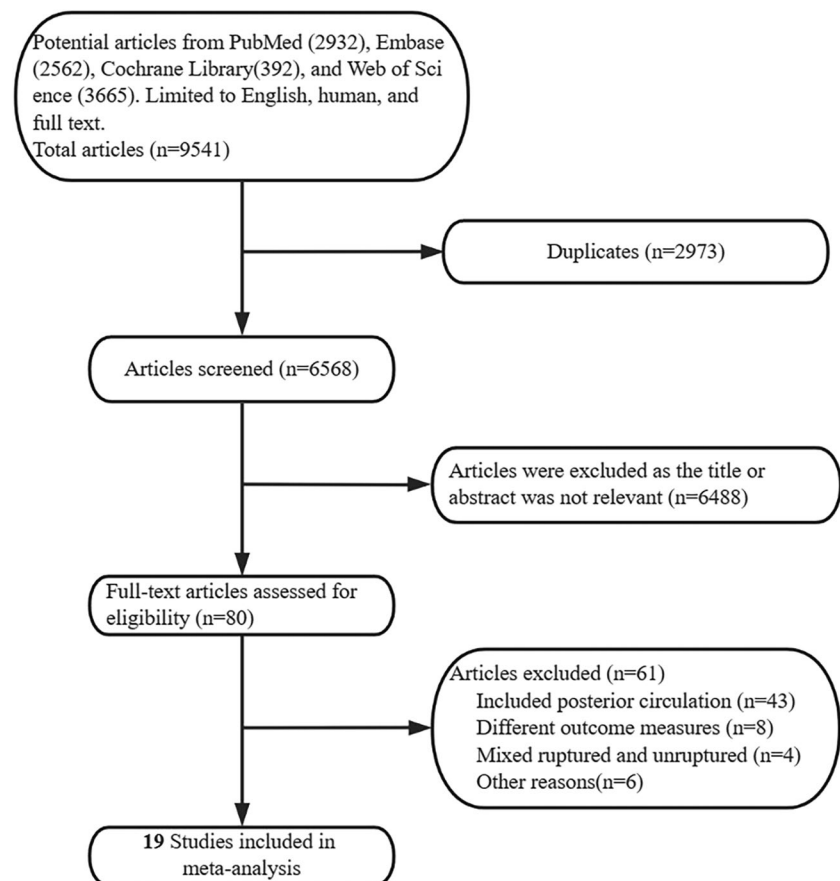 Potential articles from PubMed (2932), Embase
(2562), Cochrane Library(392), and Web of Sci
ence (3665). Limited to English, human, and
full text.
Total articles (n=9541)
Duplicates (n=2973)
Articles screened (n=6568)
Articles were excluded as the title or
abstract was not relevant (n=6488)
Full-text articles assessed for
eligibility (n=80)
Articles excluded (n=61)
Included posterior circulation (n=43)
Different outcome measures (n=8)
Mixed ruptured and unruptured (n=4)
Other reasons(n=6)
19 Studies included in
meta-analysis